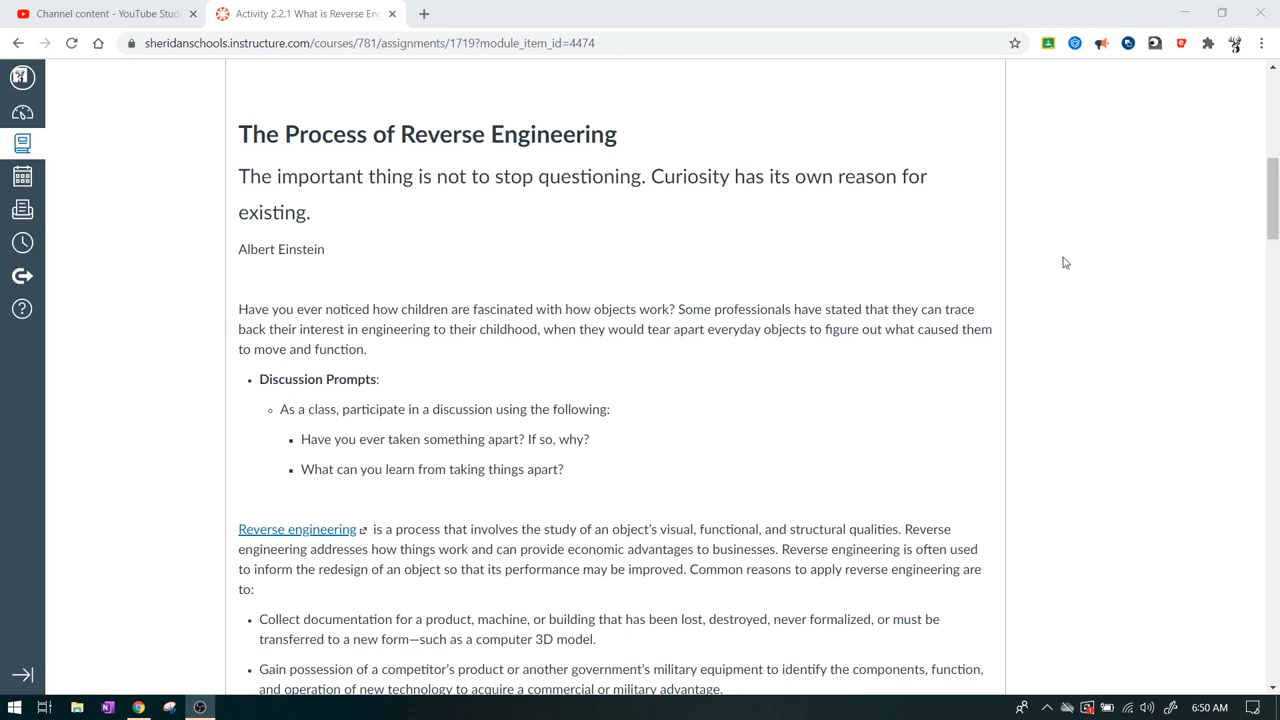 Channel content - YouTube Stud
Activity 2.2.1 What is Reverse Eng
sheridanschools.instructure.com/courses/781/assignments/1719?module_item_id=4474
The Process of Reverse Engineering
The important thing is not to stop questioning. Curiosity has its own reason for
existing.
Albert Einstein
Have you ever noticed how children are fascinated with how objects work? Some professionals have stated that they can trace
back their interest in engineering to their childhood, when they would tear apart everyday objects to figure out what caused them
to move and function.
• Discussion Prompts:
◦ As a class, participate in a discussion using the following:
▪ Have you ever taken something apart? If so, why?
▪ What can you learn from taking things apart?
Reverse engineering is a process that involves the study of an object's visual, functional, and structural qualities. Reverse
engineering addresses how things work and can provide economic advantages to businesses. Reverse engineering is often used
to inform the redesign of an object so that its performance may be improved. Common reasons to apply reverse engineering are
to:
• Collect documentation for a product, machine, or building that has been lost, destroyed, never formalized, or must be
transferred to a new form—such as a computer 3D model.
• Gain possession of a competitor's product or another government's military equipment to identify the components, function,
and operation of new technology to acquire a commercial or military advantage.
6:50 AM